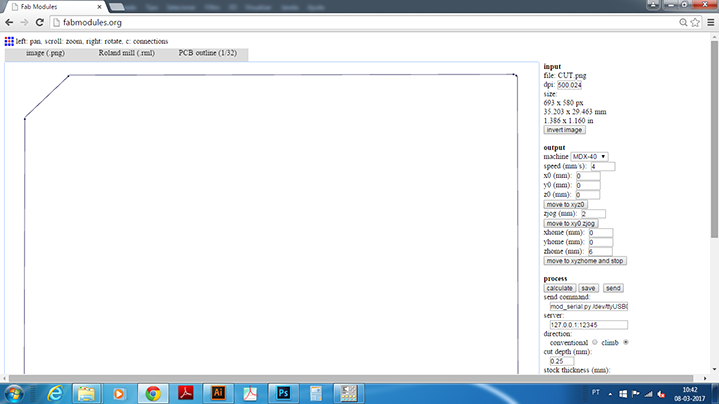 Fab Modules
fabmodules.org
left: pan, scroll: zoom, right: rotate, c: connections
image (.png) Roland mill (.rml) PCB outline (1/32)
input
file: CUT.png
dpi: 500.024
size:
693 x 580 px
35.203 x 29.463 mm
1.386 x 1.160 in
invert image
output
machine MDX-40
speed (mm/s): 4
x0 (mm): 0
y0 (mm): 0
z0 (mm): 0
move to xyz0
zjog (mm): 2
move to xy0 zjog
xhome (mm): 0
yhome (mm): 0
zhome (mm): 6
move to xyzhome and stop
process
calculate save send
send command:
mod_serial.py /dev/ttyUSB0
server:
127.0.0.1:12345
direction:
conventional climb
cut depth (mm):
0.25
stock thickness (mm):
PT 10:42
08-03-2017